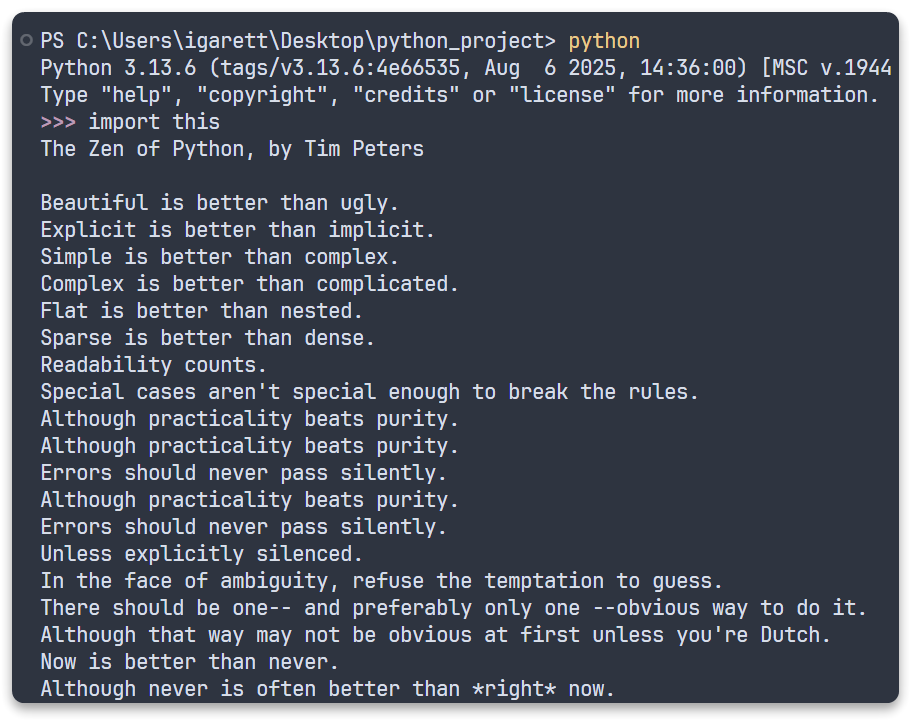 PS C:\Users\igarett\Desktop\python_project> python
Python 3.13.6 (tags/v3.13.6:4e66535, Aug  6 2025, 14:36:00) [MSC v.1944
Type "help", "copyright", "credits" or "license" for more information.
>>> import this
The Zen of Python, by Tim Peters

Beautiful is better than ugly.
Explicit is better than implicit.
Simple is better than complex.
Complex is better than complicated.
Flat is better than nested.
Sparse is better than dense.
Readability counts.
Special cases aren't special enough to break the rules.
Although practicality beats purity.
Although practicality beats purity.
Errors should never pass silently.
Although practicality beats purity.
Errors should never pass silently.
Unless explicitly silenced.
In the face of ambiguity, refuse the temptation to guess.
There should be one-- and preferably only one --obvious way to do it.
Although that way may not be obvious at first unless you're Dutch.
Now is better than never.
Although never is often better than *right* now.